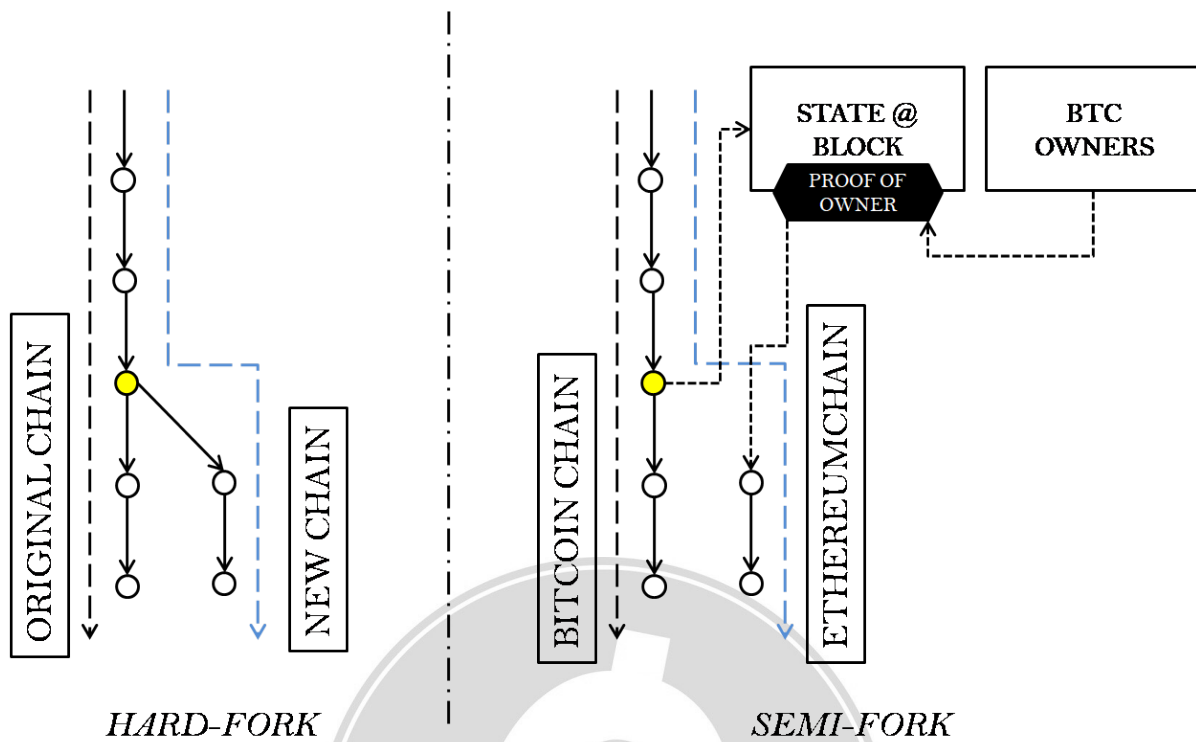 STATE @
BLOCK
PROOF OF
OWNER
BTC
OWNERS
ORIGINAL CHAIN
NEW CHAIN
BITCOIN CHAIN
ETHEREUMCHAIN
HARD-FORK
SEMI-FORK